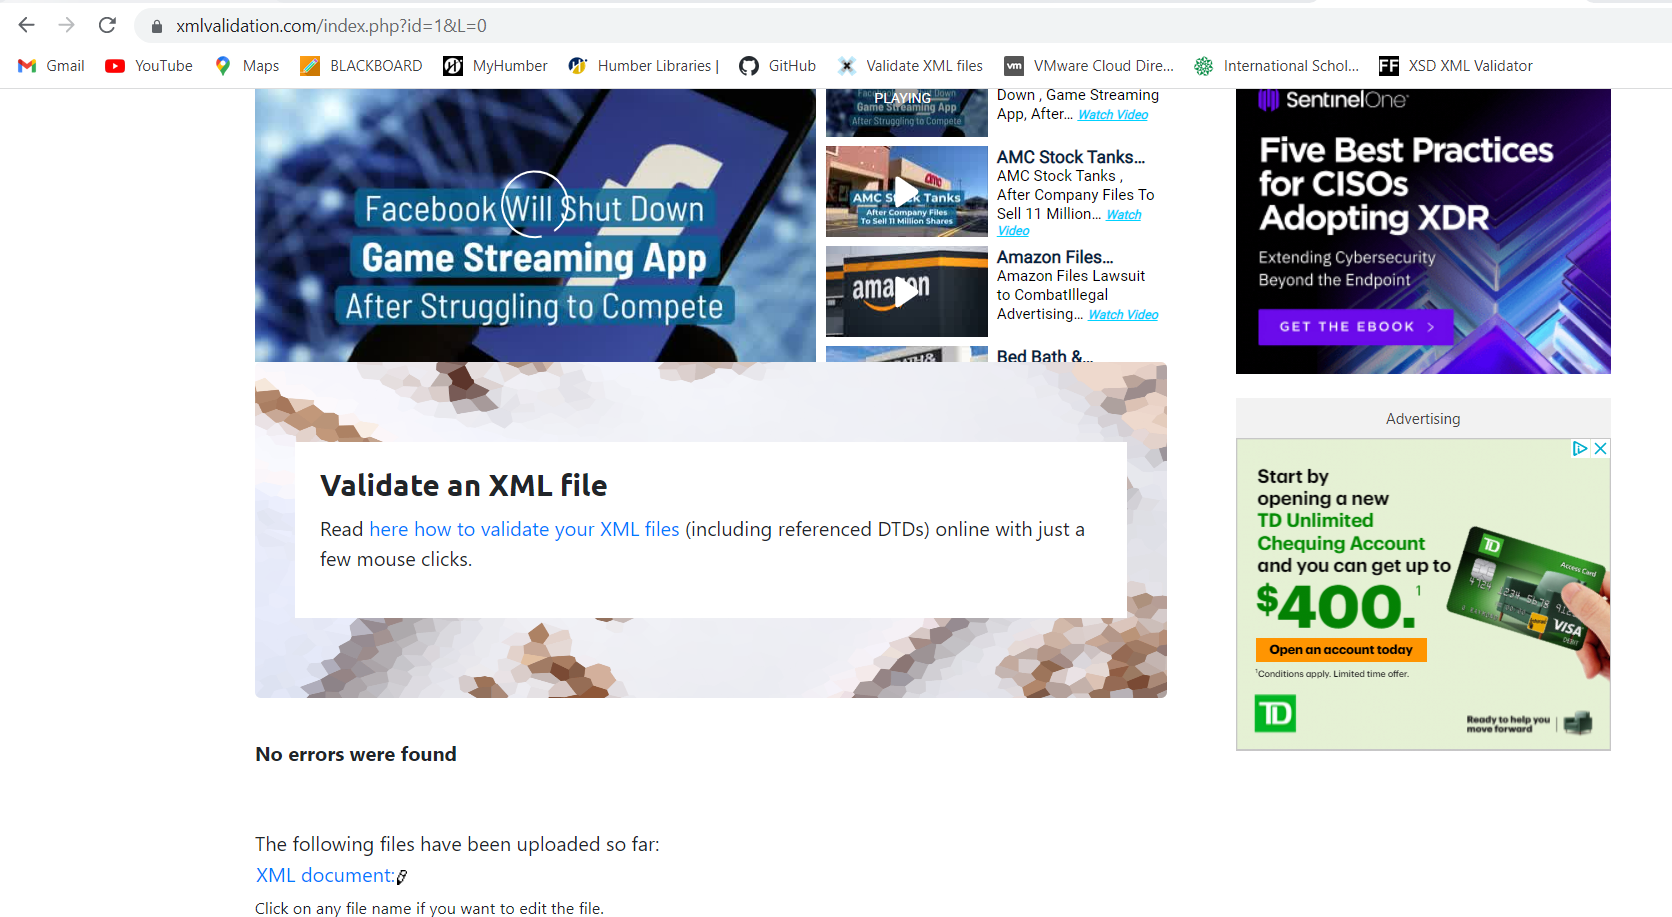 xmlvalidation.com/index.php?id=1&L=0
Gmail
YouTube
Maps
BLACKBOARD
MyHumber
Humber Libraries |
GitHub
Validate XML files
vm
VMware Cloud Dire...
International Schol...
FF
XSD XML Validator
Facebook Will Shut Down
Game Streaming App
After Struggling to Compete
PLAYING
Game Streaming App
After Struggling to Compete
Down , Game Streaming
App, After... Watch Video
AMC Stock Tanks
After Company Files
To Sell 11 Million Shares
AMC Stock Tanks...
AMC Stock Tanks ,
After Company Files To
Sell 11 Million... Watch
Video
amazon
Amazon Files...
Amazon Files Lawsuit
to CombatIllegal
Advertising... Watch Video
Bed Bath &...
SentinelOne
Five Best Practices
for CISOs
Adopting XDR
Extending Cybersecurity
Beyond the Endpoint
GET THE EBOOK >
Validate an XML file
Read here how to validate your XML files (including referenced DTDs) online with just a
few mouse clicks.
Advertising
Start by
opening a new
TD Unlimited
Chequing Account
and you can get up to
$400.1
Open an account today
1Conditions apply. Limited time offer.
TD
Access Card
VISA
DEBIT
TD
Ready to help you
move forward
No errors were found
The following files have been uploaded so far:
XML document:
Click on any file name if you want to edit the file.